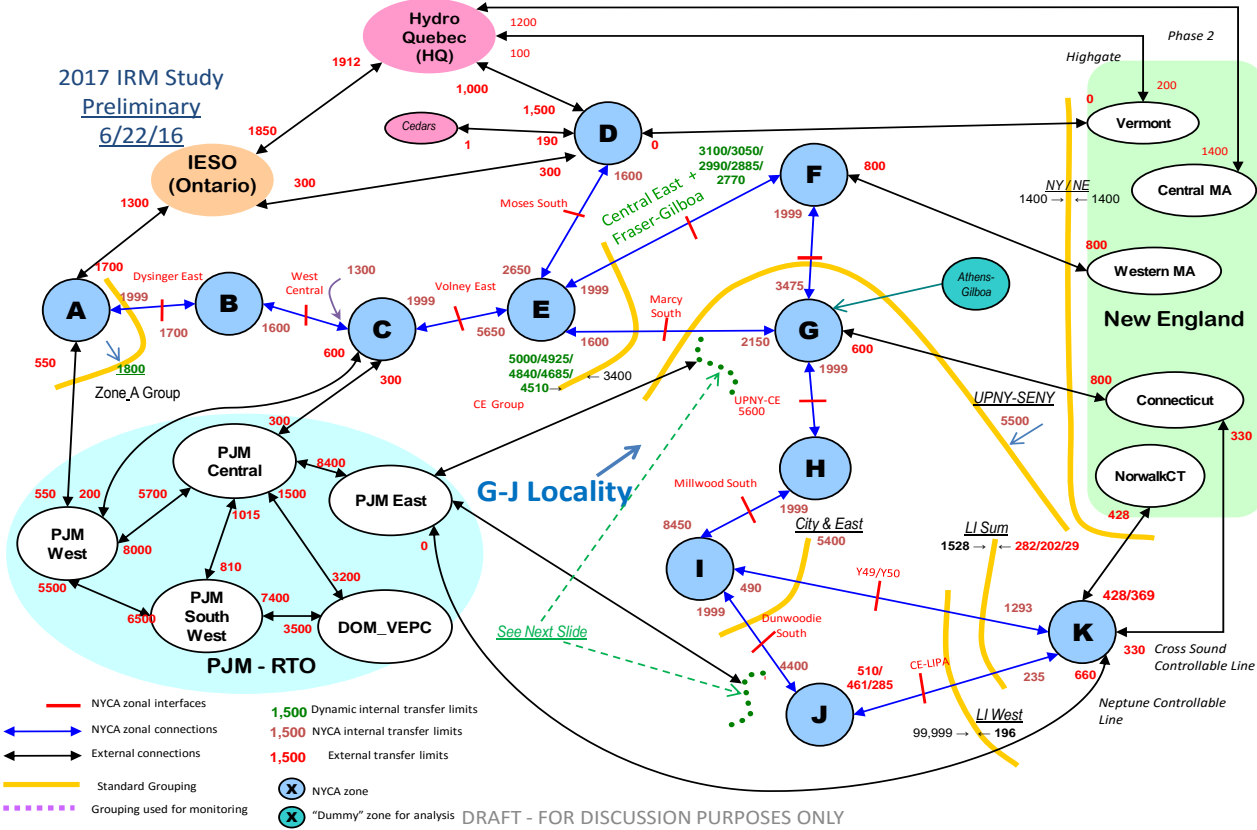 Hydro
Quebec
(HQ)
1200
100
Phase 2
Highgate
1912
2017 IRM Study
Preliminary
6/22/16
1,000
1,500
Cedars
1
190
D
0
0
200
Vermont
1850
IESO
(Ontario)
300
300
1600
3100/3050/
2990/2885/
2770
F
800
1400
Central MA
NY / NE
1400 → ← 1400
1300
Moses South
Central East +
Fraser-Gilboa
1999
800
Western MA
1700
Dysinger East
West
Central
1300
2650
1999
A
1999
B
1700
1600
C
1999
Volney East
5650
E
1600
Marcy
South
3475
G
2150
Athens-
Gilboa
New England
550
1800
Zone_A Group
600
300
5000/4925/
4840/4685/
4510→
← 3400
CE Group
600
1999
UPNY-CE
5600
800
Connecticut
330
UPNY-SENY
5500
300
PJM
Central
8400
PJM East
G-J Locality
H
NorwalkCT
428
550
200
5700
1500
1015
PJM
West
8000
0
Millwood South
1999
City & East
5400
8450
LI Sum
1528 → ← 282/202/29
5500
810
3200
I
490
Y49/Y50
6500
PJM
South
West
7400
3500
DOM_VEPC
PJM - RTO
See Next Slide
1999
Dunwoodie
South
1293
428/369
K
330
Cross Sound
Controllable Line
4400
510/
461/285
CE-LIPA
235
660
Neptune Controllable
Line
J
LI West
99,999 → ← 196
NYCA zonal interfaces
1,500 Dynamic internal transfer limits
NYCA zonal connections
1,500 NYCA internal transfer limits
External connections
1,500 External transfer limits
Standard Grouping
X NYCA zone
Grouping used for monitoring
X "Dummy" zone for analysis
DRAFT - FOR DISCUSSION PURPOSES ONLY